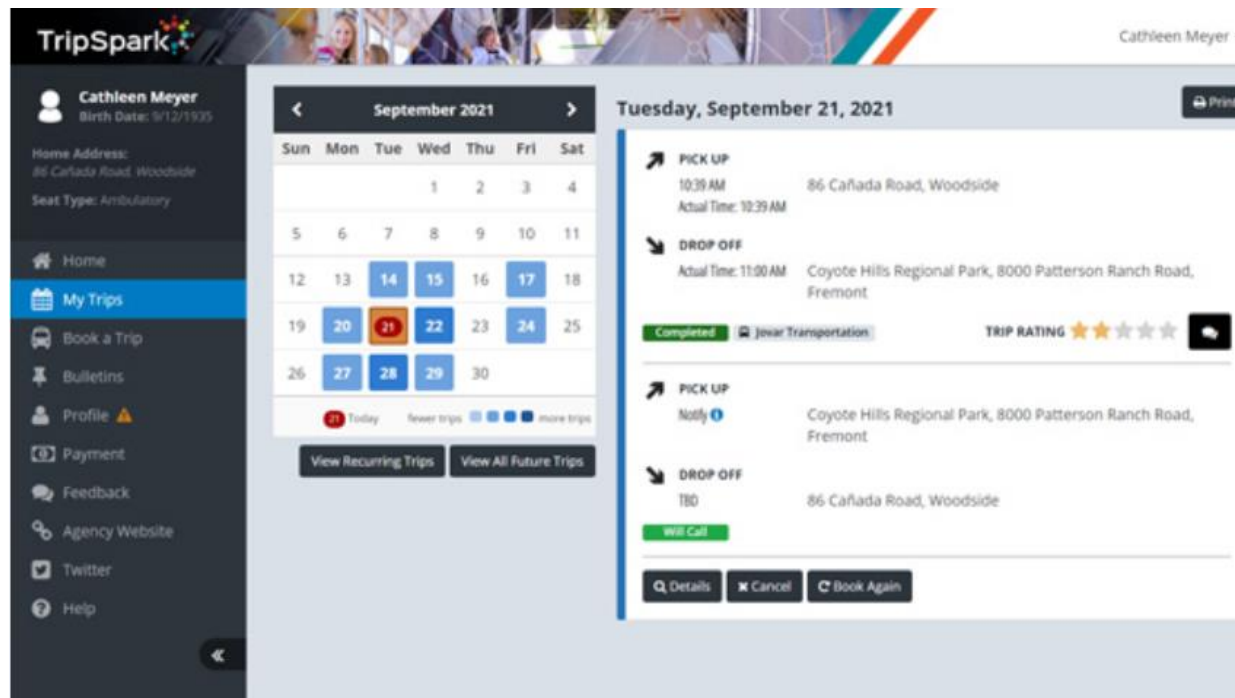 TripSpark
Cathleen Meyer
Cathleen Meyer
Birth Date: 9/12/1935
Home Address:
86 Cañada Road, Woodside
Seat Type: Ambulatory
Home
My Trips
Book a Trip
Bulletins
Profile
Payment
Feedback
Agency Website
Twitter
Help
September 2021
Sun Mon Tue Wed Thu Fri Sat
1 2 3 4
5 6 7 8 9 10 11
12 13 14 15 16 17 18
19 20 21 22 23 24 25
26 27 28 29 30
21 Today fewer trips more trips
View Recurring Trips View All Future Trips
Tuesday, September 21, 2021
Print
PICK UP
10:39 AM 86 Cañada Road, Woodside
Actual Time: 10:39 AM
DROP OFF
Actual Time: 11:00 AM Coyote Hills Regional Park, 8000 Patterson Ranch Road,
Fremont
Completed Jovar Transportation TRIP RATING
PICK UP
Notify Coyote Hills Regional Park, 8000 Patterson Ranch Road,
Fremont
DROP OFF
TBD 86 Cañada Road, Woodside
Will Call
Details Cancel Book Again